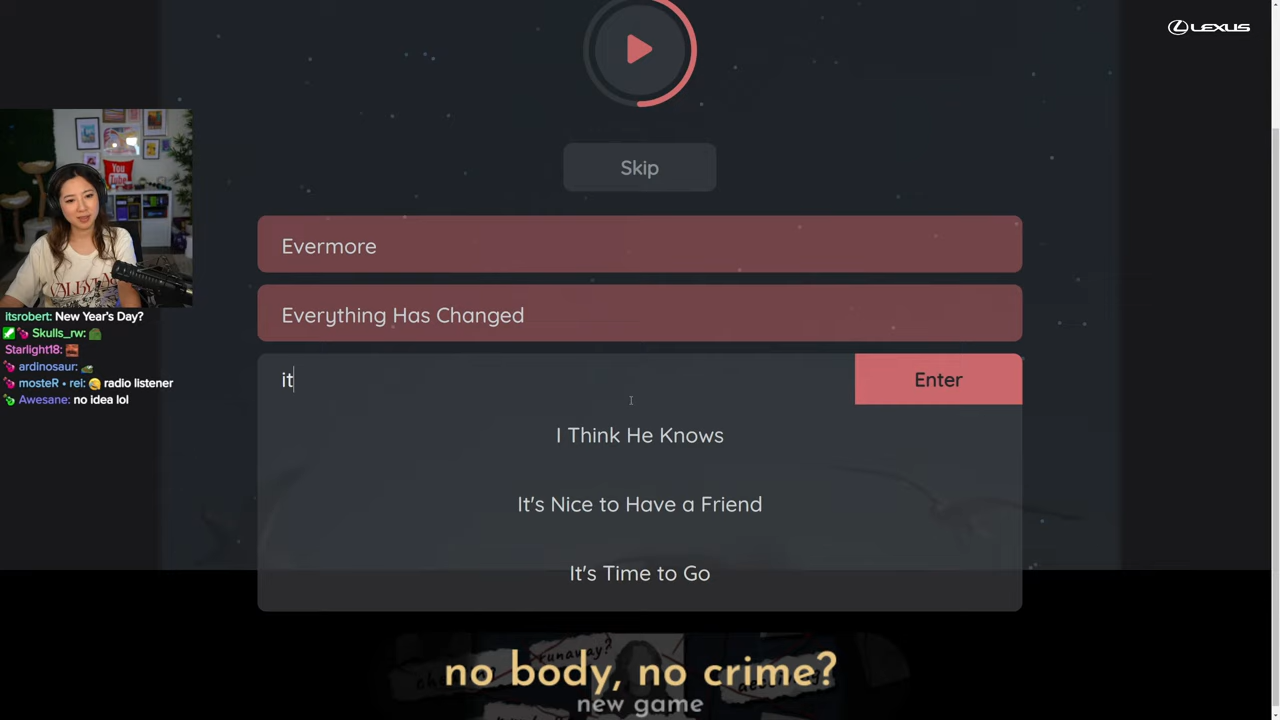 LEXUS
Skip
Evermore
Everything Has Changed
it
Enter
I Think He Knows
It's Nice to Have a Friend
It's Time to Go
You
Itsrobert: New Year's Day?
Skulls_rw:
Starlight18:
ardinosaur:
mosteR • rei: radio listener
Awesane: no idea lol
runaway?
no body, no crime?
new game